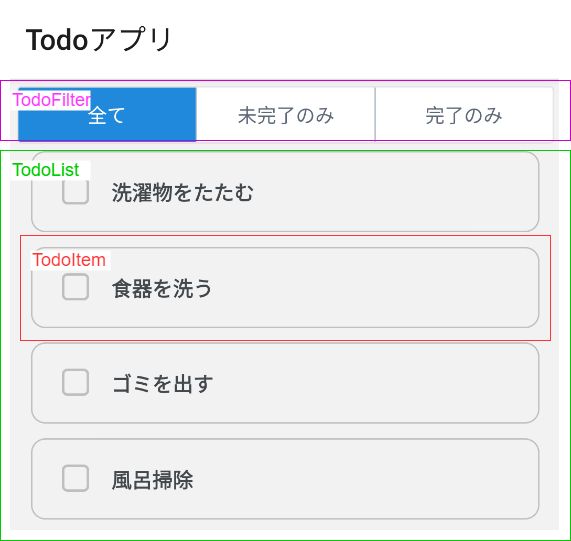 Todoアプリ
TodoFilter
全て 未完了のみ 完了のみ
TodoList
洗濯物をたたむ
TodoItem
食器を洗う
ゴミを出す
風呂掃除